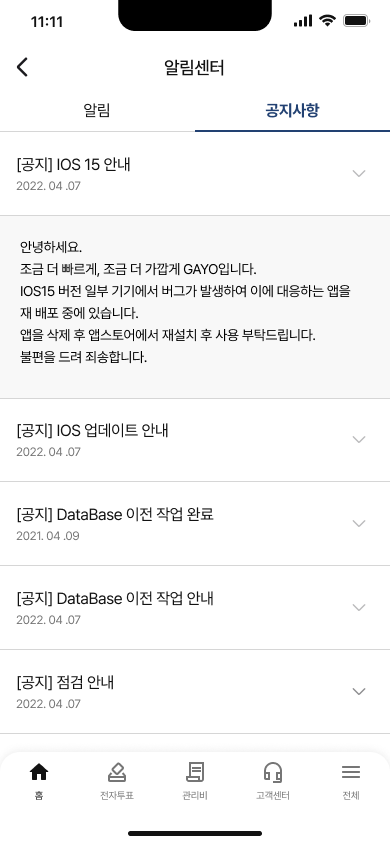 11:11
알림센터
알림
공지사항
[공지] IOS 15 안내
2022. 04 .07
안녕하세요.
조금 더 빠르게, 조금 더 가깝게 GAYO입니다.
IOS15 버전 일부 기기에서 버그가 발생하여 이에 대응하는 앱을
재 배포 중에 있습니다.
앱을 삭제 후 앱스토어에서 재설치 후 사용 부탁드립니다.
불편을 드려 죄송합니다.
[공지] IOS 업데이트 안내
2022. 04 .07
[공지] DataBase 이전 작업 완료
2021. 04 .09
[공지] DataBase 이전 작업 안내
2022. 04 .07
[공지] 점검 안내
2022. 04 .07
홈
전자투표
관리비
고객센터
전체